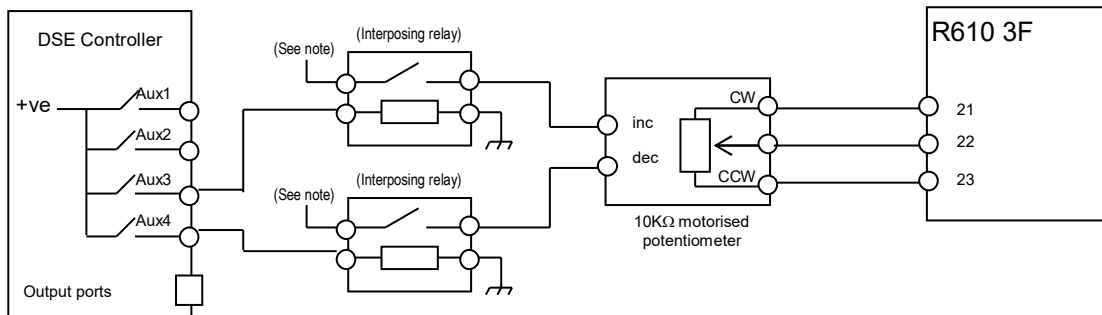 DSE Controller
+ve
Aux1
Aux2
Aux3
Aux4
Output ports
(See note)
(Interposing relay)
(See note)
(Interposing relay)
inc
dec
CW
CCW
10KΩ motorised
potentiometer
R610 3F
21
22
23